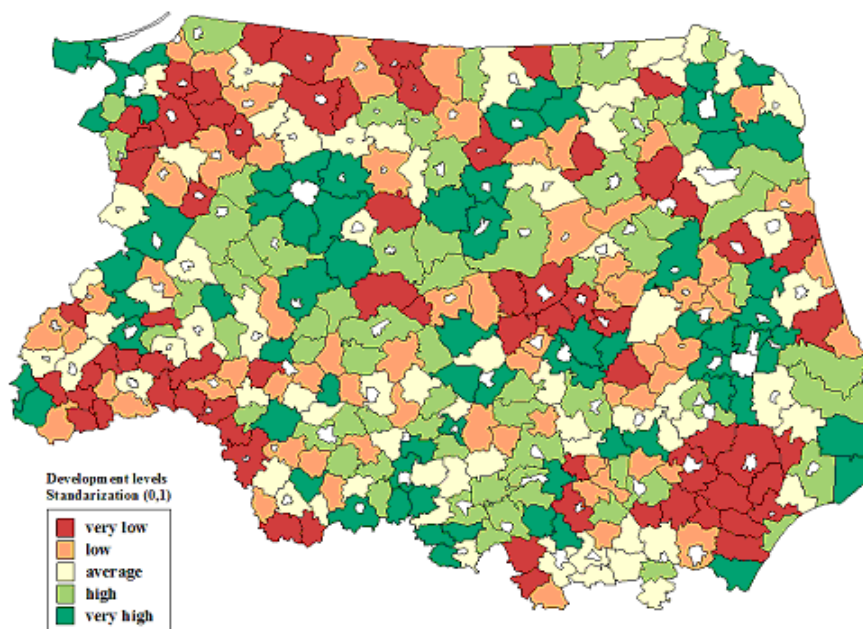 Development levels
Standarization (0,1)
very low
low
average
high
very high